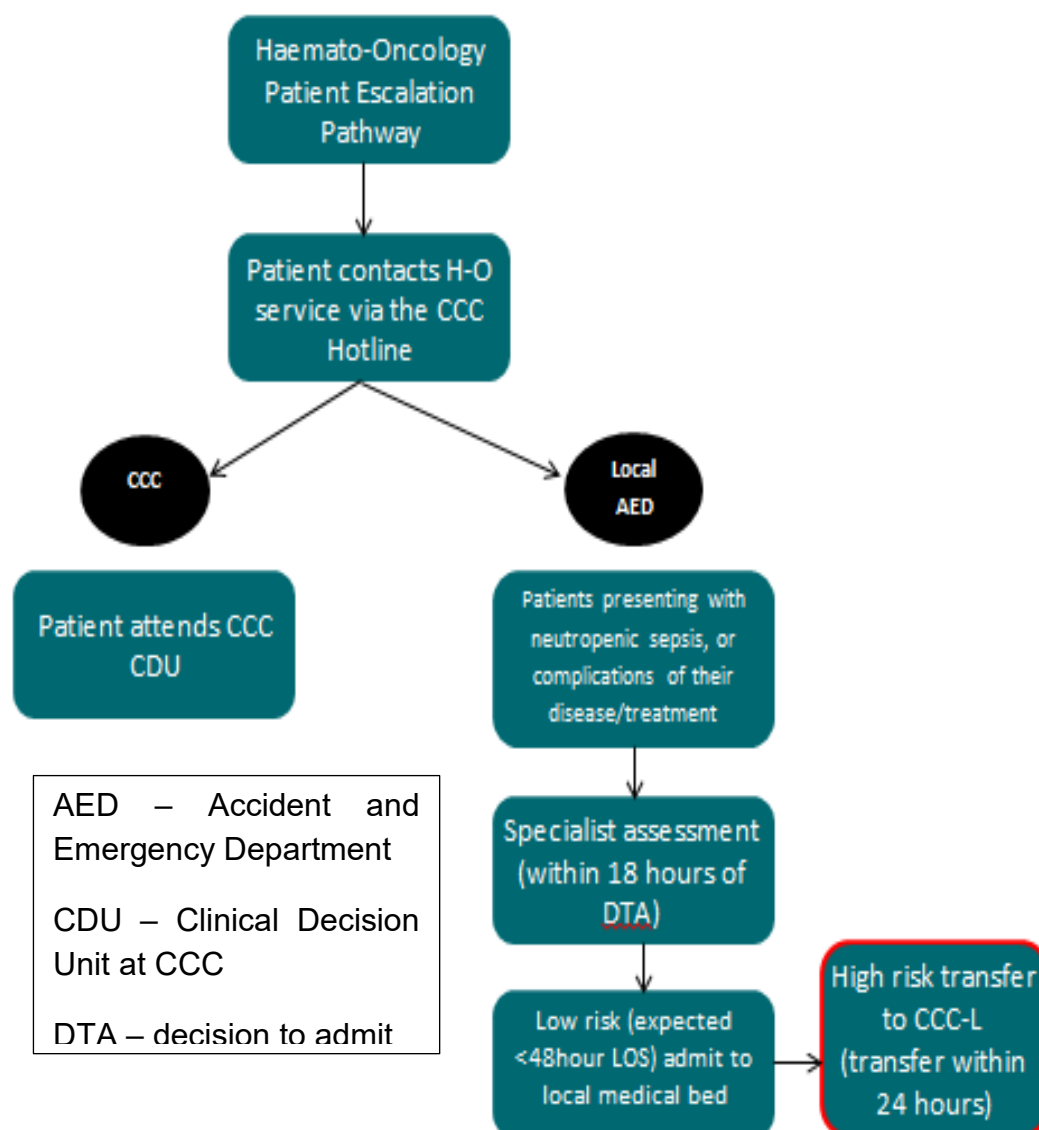 Haemato-Oncology
Patient Escalation
Pathway
Patient contacts H-O
service via the CCC
Hotline
CCC
Local
AED
Patient attends CCC
CDU
Patients presenting with
neutropenic sepsis, or
complications of their
disease/treatment
AED – Accident and
Emergency Department
CDU – Clinical Decision
Unit at CCC
DTA – decision to admit
Specialist assessment
(within 18 hours of
DTA)
Low risk (expected
<48hour LOS) admit to
local medical bed
High risk transfer
to CCC-L
(transfer within
24 hours)